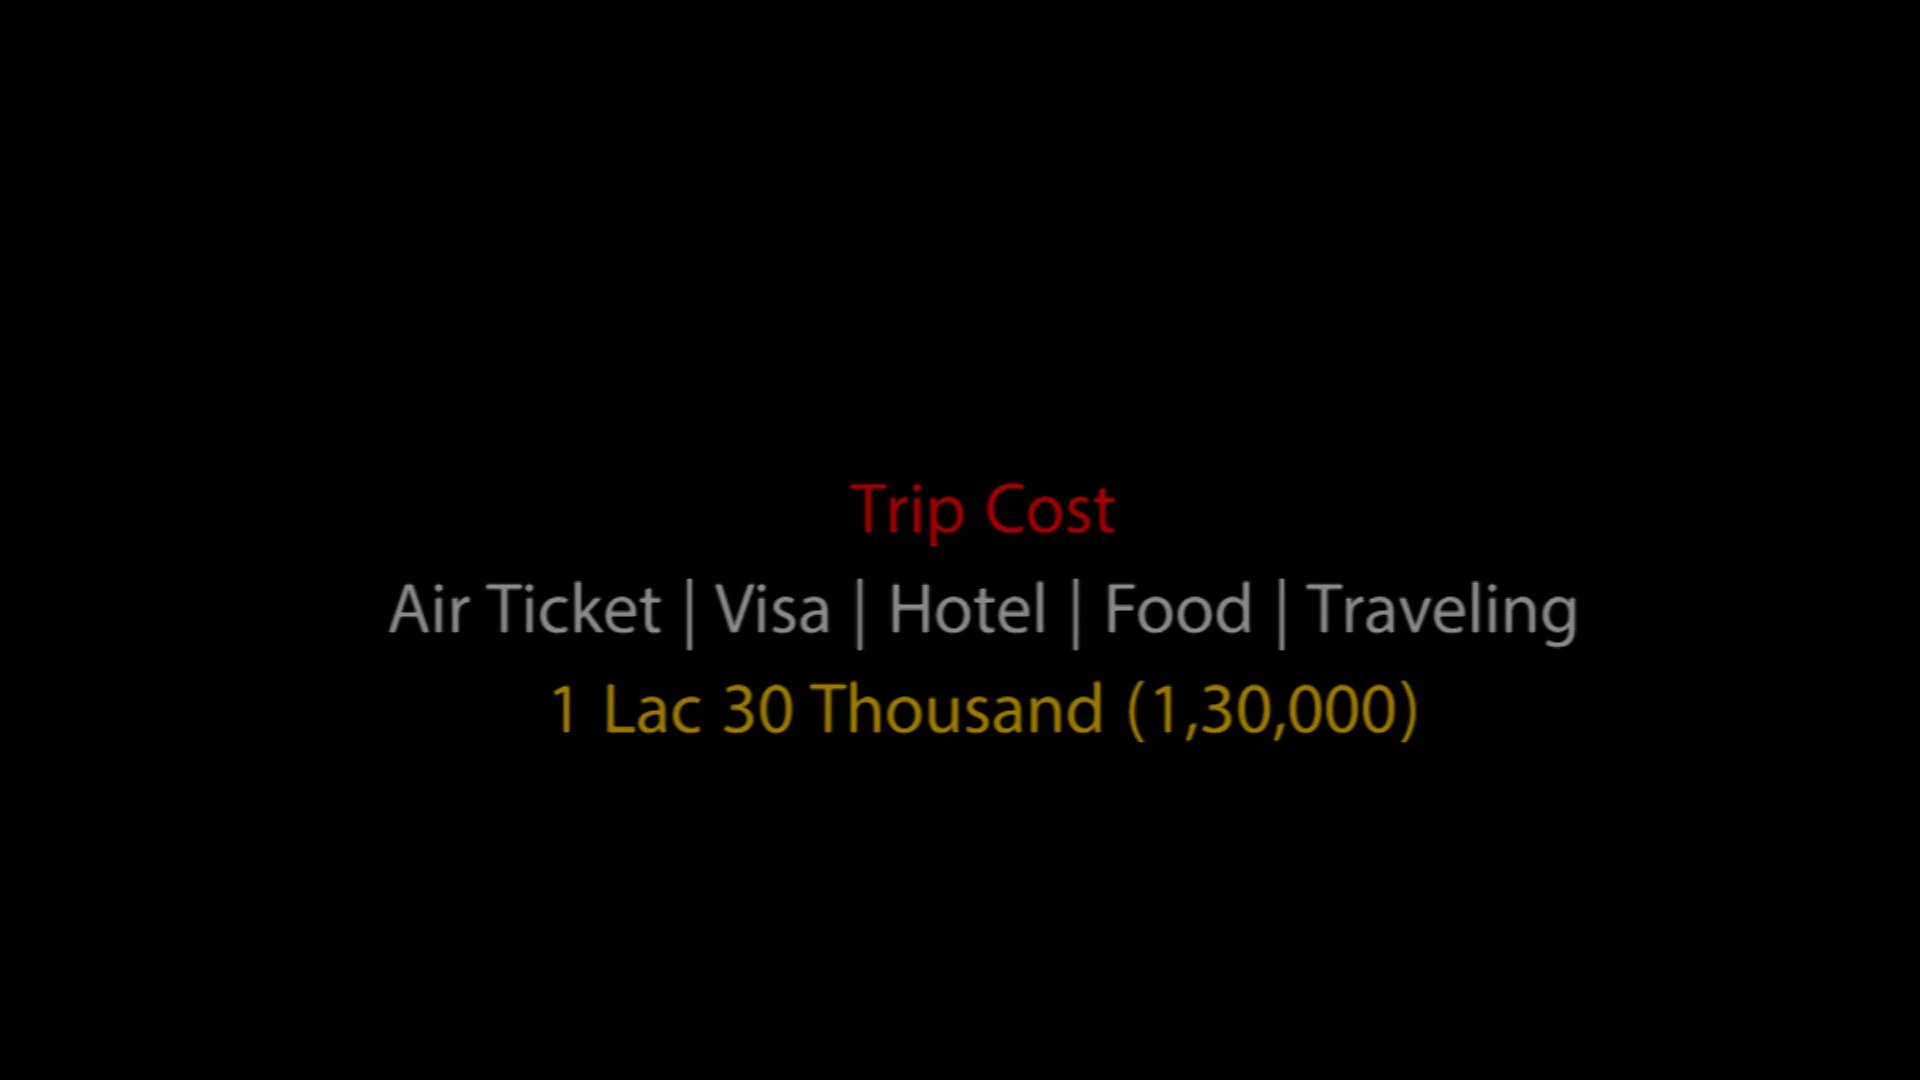 Trip Cost
Air Ticket | Visa | Hotel | Food | Traveling
1 Lac 30 Thousand (1,30,000)